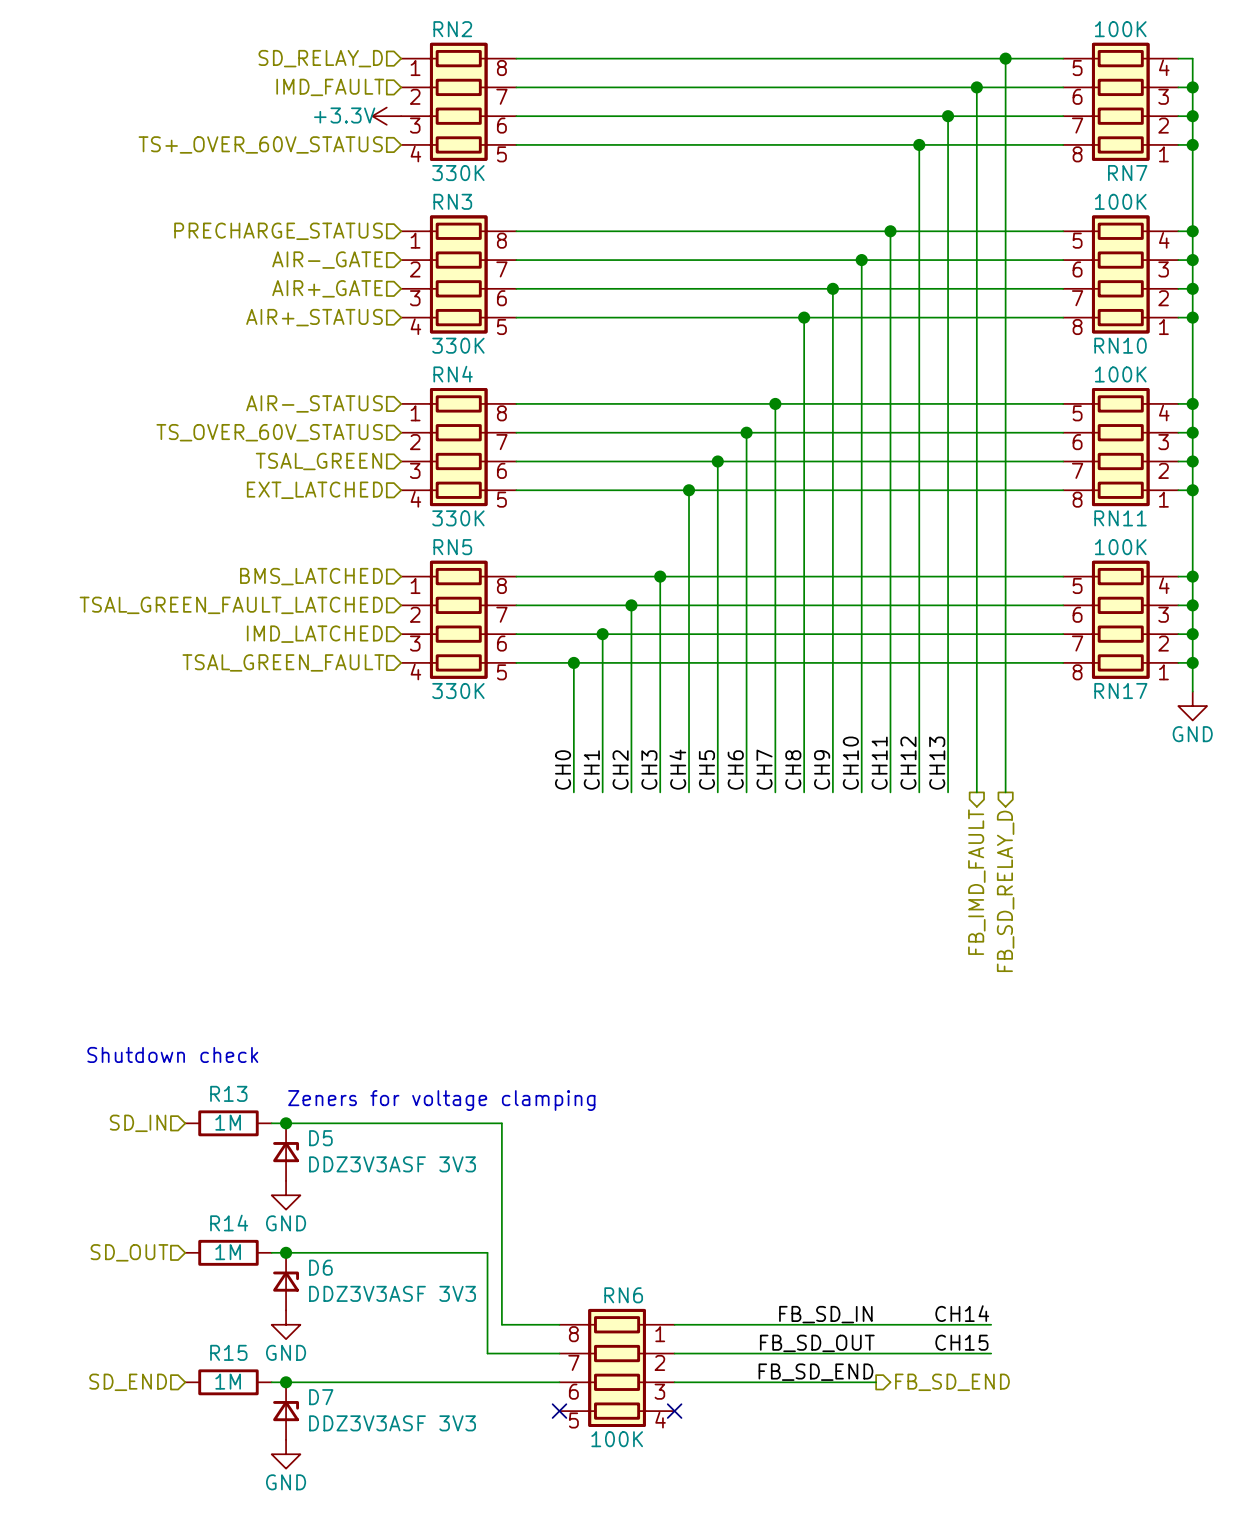 RN2 100K
SD_RELAY_D 1 8 5 4
IMD_FAULT 2 7 6 3
+3.3V 3 6 7 2
TS+_OVER_60V_STATUS 4 5 8 1
330K RN7
RN3 100K
PRECHARGE_STATUS 1 8 5 4
AIR-_GATE 2 7 6 3
AIR+_GATE 3 6 7 2
AIR+_STATUS 4 5 8 1
330K RN10
RN4 100K
AIR-_STATUS 1 8 5 4
TS_OVER_60V_STATUS 2 7 6 3
TSAL_GREEN 3 6 7 2
EXT_LATCHED 4 5 8 1
330K RN11
RN5 100K
BMS_LATCHED 1 8 5 4
TSAL_GREEN_FAULT_LATCHED 2 7 6 3
IMD_LATCHED 3 6 7 2
TSAL_GREEN_FAULT 4 5 8 1
330K RN17
GND
CH0
CH1
CH2
CH3
CH4
CH5
CH6
CH7
CH8
CH9
CH10
CH11
CH12
CH13
FB_IMD_FAULT
FB_SD_RELAY_D
Shutdown check
Zeners for voltage clamping
R13
SD_IN 1M
D5
DDZ3V3ASF 3V3
GND
R14
SD_OUT 1M
D6
DDZ3V3ASF 3V3
GND
R15
SD_END 1M
D7
DDZ3V3ASF 3V3
GND
RN6
8 1 FB_SD_IN CH14
7 2 FB_SD_OUT CH15
6 3 FB_SD_END FB_SD_END
5 4
100K